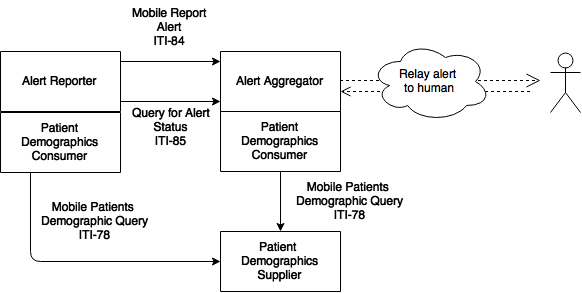 Mobile Report
Alert
ITI-84
Alert Reporter
Alert Aggregator
Relay alert
to human
Query for Alert
Status
ITI-85
Patient
Demographics
Consumer
Patient
Demographics
Consumer
Mobile Patients
Demographic Query
ITI-78
Mobile Patients
Demographic Query
ITI-78
Patient
Demographics
Supplier